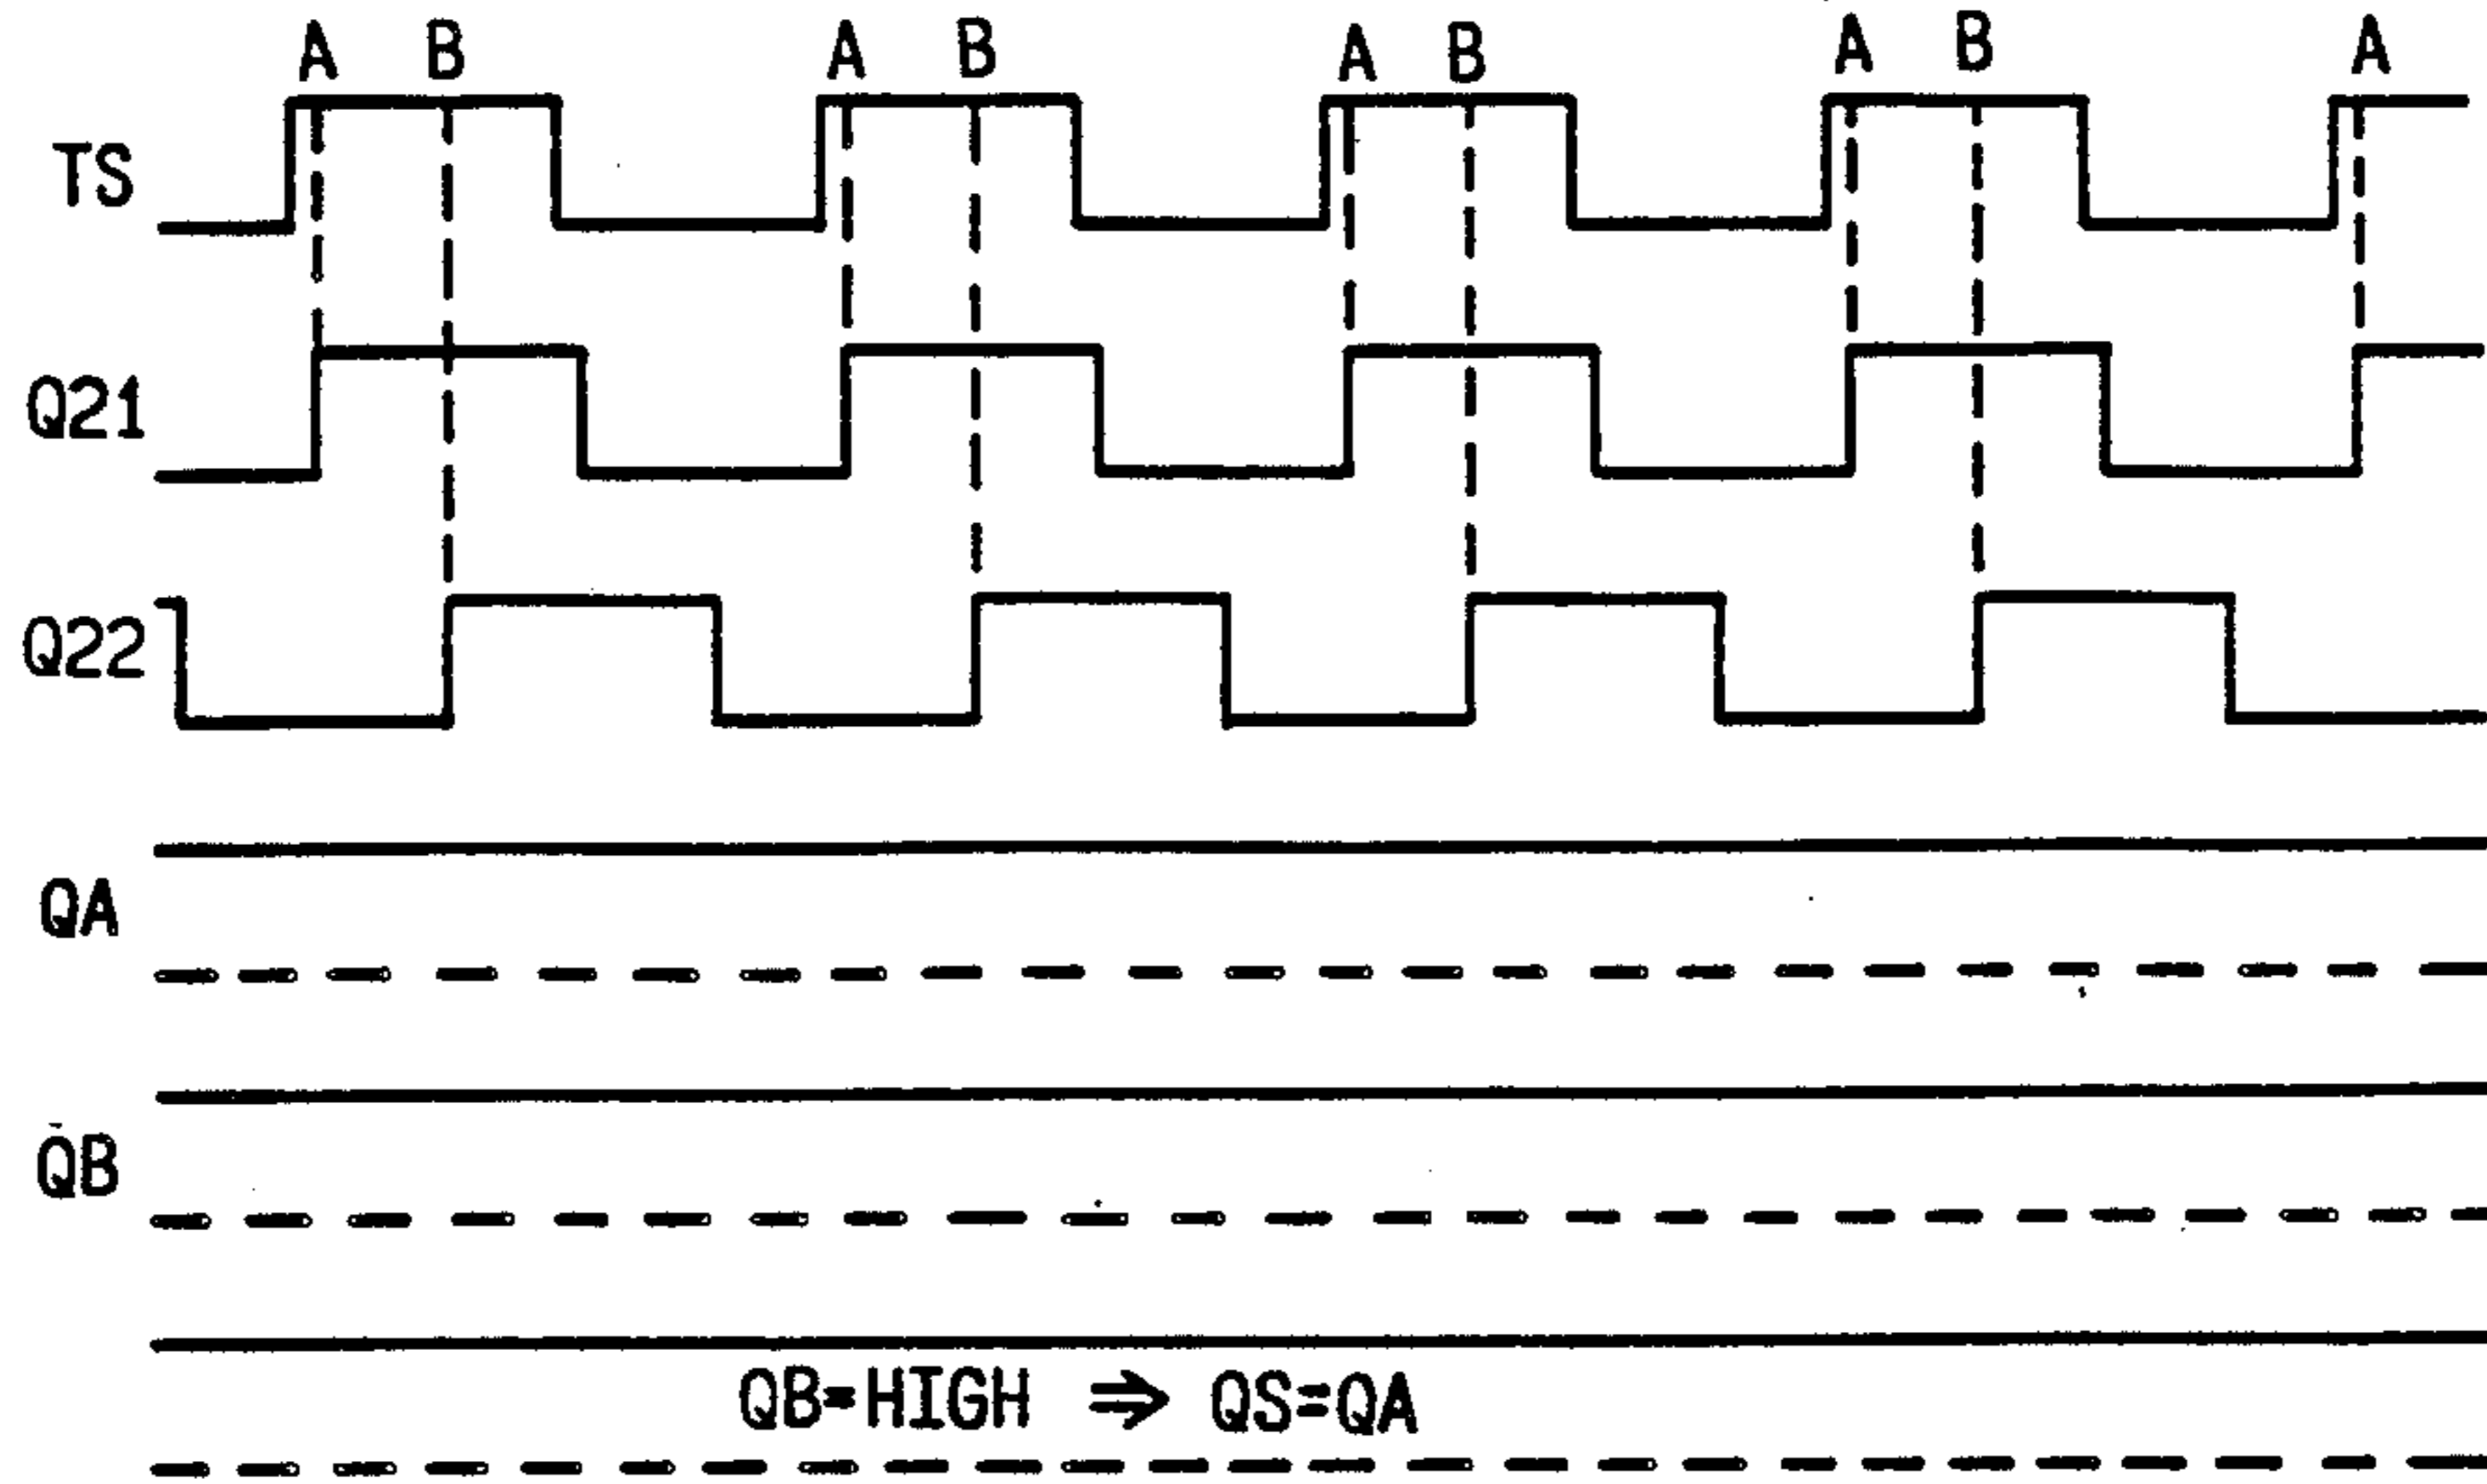 A B A B A B A B A
TS
Q21
Q22
QA
QB
QB=HIGH ⇒ QS=QA